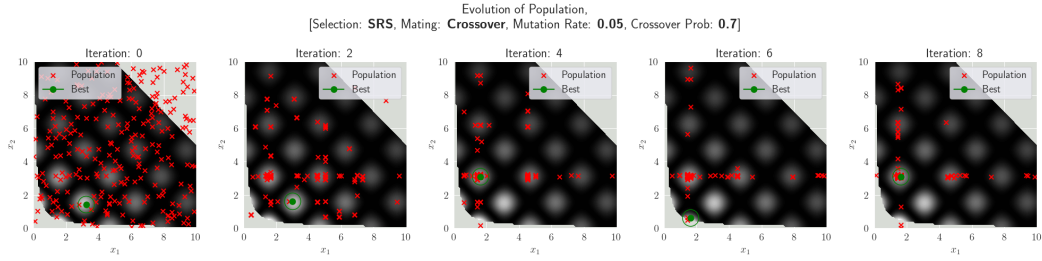 Evolution of Population,
[Selection: SRS, Mating: Crossover, Mutation Rate: 0.05, Crossover Prob: 0.7]
Iteration: 0
Iteration: 2
Iteration: 4
Iteration: 6
Iteration: 8
10
8
6
4
2
0
x2
Population
Best
0 2 4 6 8 10
x1
10
8
6
4
2
0
x2
Population
Best
0 2 4 6 8 10
x1
10
8
6
4
2
0
x2
Population
Best
0 2 4 6 8 10
x1
10
8
6
4
2
0
x2
Population
Best
0 2 4 6 8 10
x1
10
8
6
4
2
0
x2
Population
Best
0 2 4 6 8 10
x1